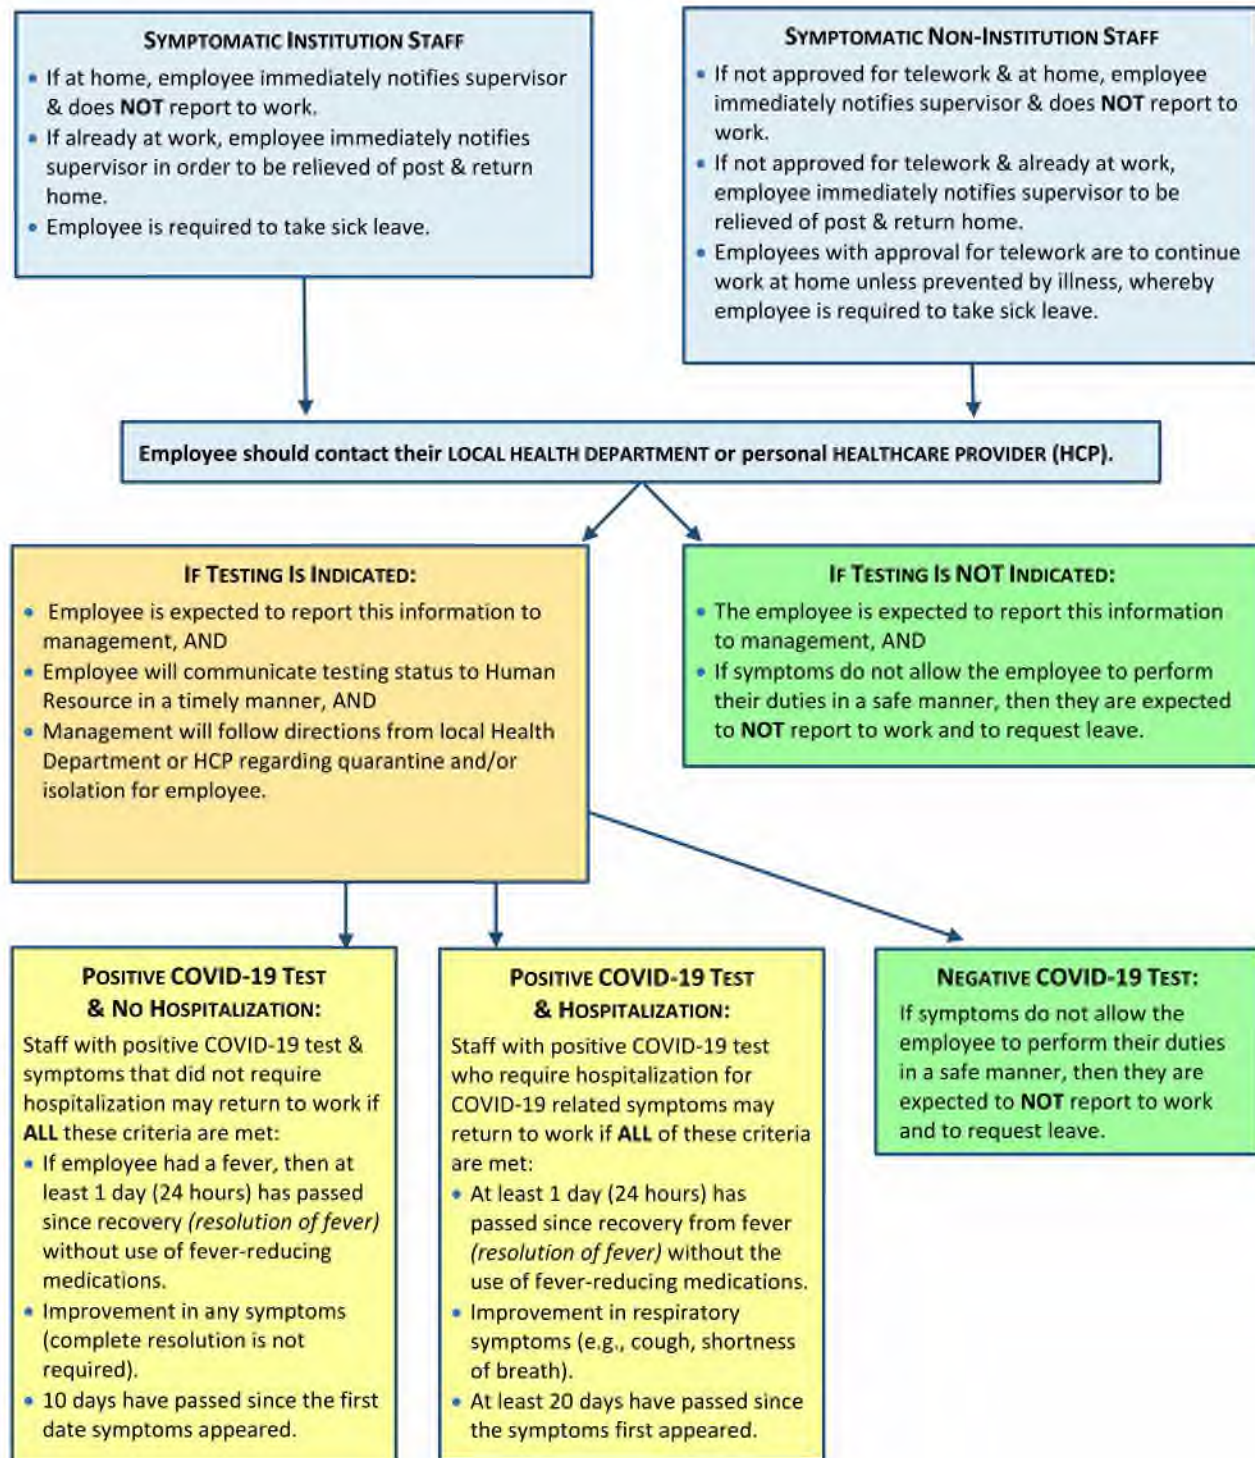 SYMPTOMATIC INSTITUTION STAFF
• If at home, employee immediately notifies supervisor
& does NOT report to work.
• If already at work, employee immediately notifies
supervisor in order to be relieved of post & return
home.
• Employee is required to take sick leave.
SYMPTOMATIC NON-INSTITUTION STAFF
• If not approved for telework & at home, employee
immediately notifies supervisor & does NOT report to
work.
• If not approved for telework & already at work,
employee immediately notifies supervisor to be
relieved of post & return home.
• Employees with approval for telework are to continue
work at home unless prevented by illness, whereby
employee is required to take sick leave.
Employee should contact their LOCAL HEALTH DEPARTMENT or personal HEALTHCARE PROVIDER (HCP).
IF TESTING IS INDICATED:
• Employee is expected to report this information to
management, AND
• Employee will communicate testing status to Human
Resource in a timely manner, AND
• Management will follow directions from local Health
Department or HCP regarding quarantine and/or
isolation for employee.
IF TESTING IS NOT INDICATED:
• The employee is expected to report this information
to management, AND
• If symptoms do not allow the employee to perform
their duties in a safe manner, then they are expected
to NOT report to work and to request leave.
POSITIVE COVID-19 TEST
& NO HOSPITALIZATION:
Staff with positive COVID-19 test &
symptoms that did not require
hospitalization may return to work if
ALL these criteria are met:
• If employee had a fever, then at
least 1 day (24 hours) has passed
since recovery (resolution of fever)
without use of fever-reducing
medications.
• Improvement in any symptoms
(complete resolution is not
required).
• 10 days have passed since the first
date symptoms appeared.
POSITIVE COVID-19 TEST
& HOSPITALIZATION:
Staff with positive COVID-19 test
who require hospitalization for
COVID-19 related symptoms may
return to work if ALL of these criteria
are met:
• At least 1 day (24 hours) has
passed since recovery from fever
(resolution of fever) without the
use of fever-reducing medications.
• Improvement in respiratory
symptoms (e.g., cough, shortness
of breath).
• At least 20 days have passed since
the symptoms first appeared.
NEGATIVE COVID-19 TEST:
If symptoms do not allow the
employee to perform their duties
in a safe manner, then they are
expected to NOT report to work
and to request leave.